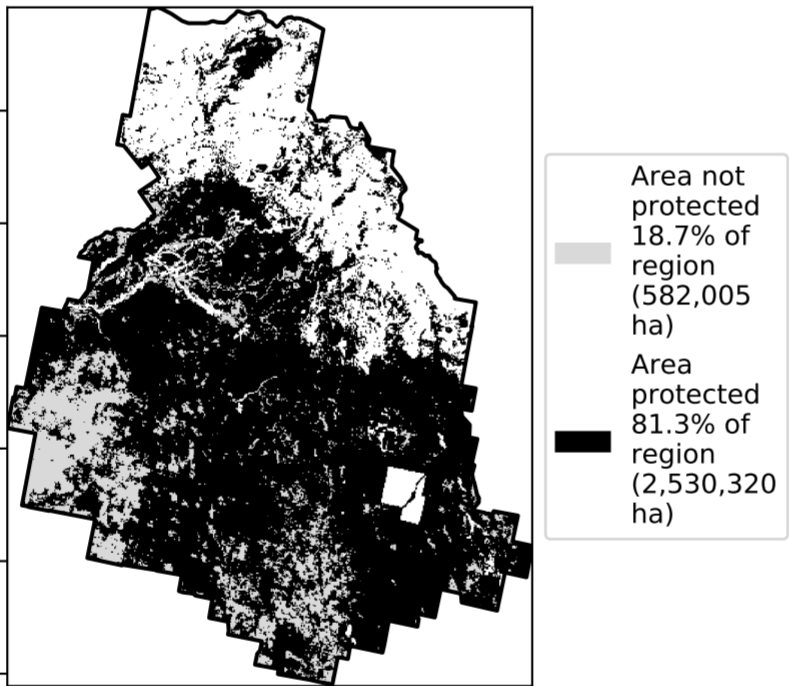 Area not
protected
18.7% of
region
(582,005
ha)
Area
protected
81.3% of
region
(2,530,320
ha)